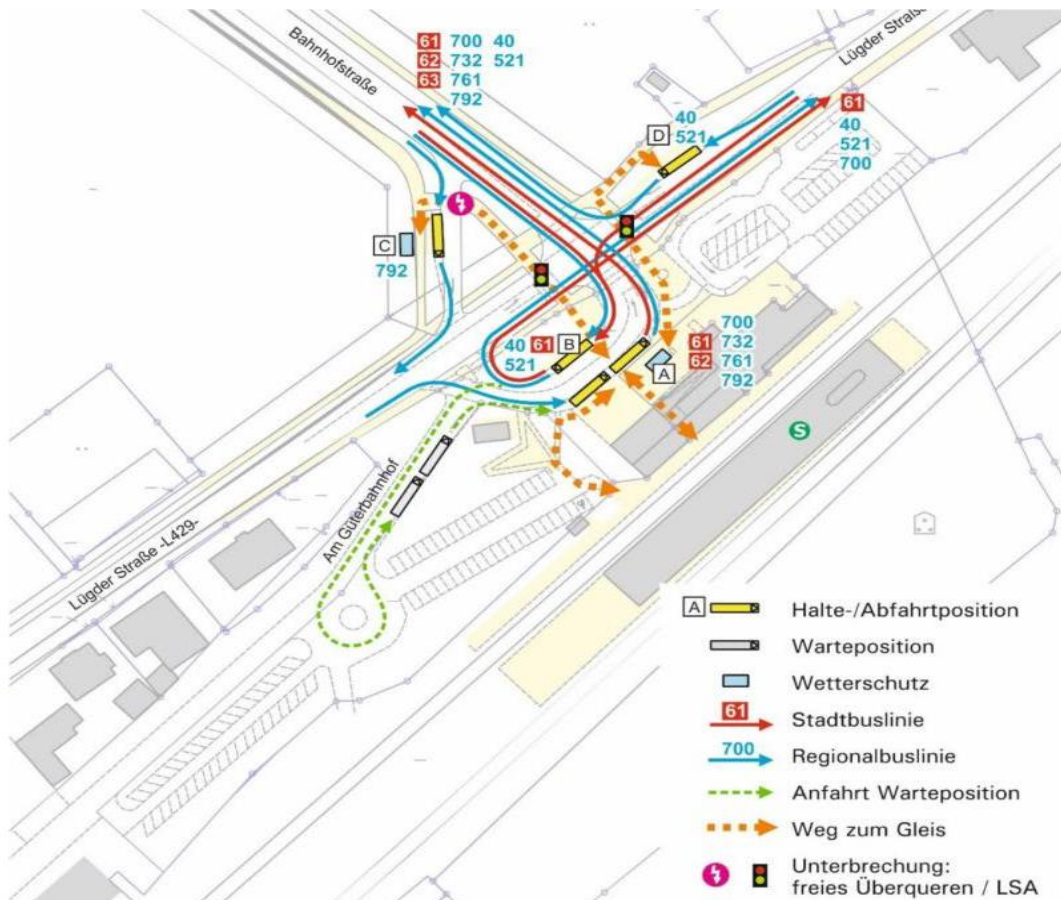 Bahnhofstraße
61 700 40
62 732 521
63 761
792
Lügder Straße
61
40
521
700
D
40
521
C
792
40 61 B
521
A
700
61 732
62 761
792
S
Am Güterbahnhof
Lügder Straße -L429-
A Halte-/Abfahrtposition
Warteposition
Wetterschutz
61 Stadtbuslinie
700 Regionalbuslinie
Anfahrt Warteposition
Weg zum Gleis
Unterbrechung:
freies Überqueren / LSA